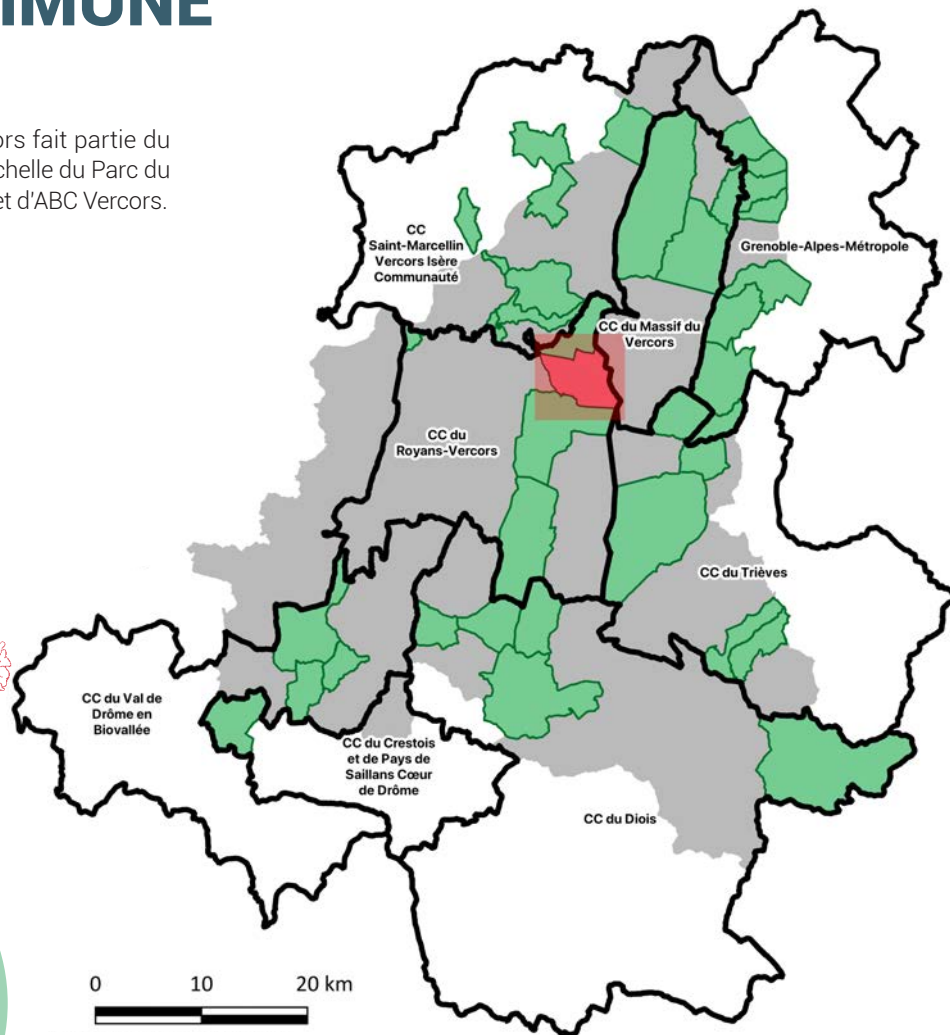 MMUNE
ors fait partie du
chelle du Parc du
et d'ABC Vercors.
CC
Saint-Marcellin
Vercors Isère
Communauté
Grenoble-Alpes-Métropole
CC du Massif du
Vercors
CC du
Royans-Vercors
CC du Trièves
CC du Val de
Drôme en
Biovallée
CC du Crestois
et de Pays de
Saillans Cœur
de Drôme
CC du Diois
0 10 20 km